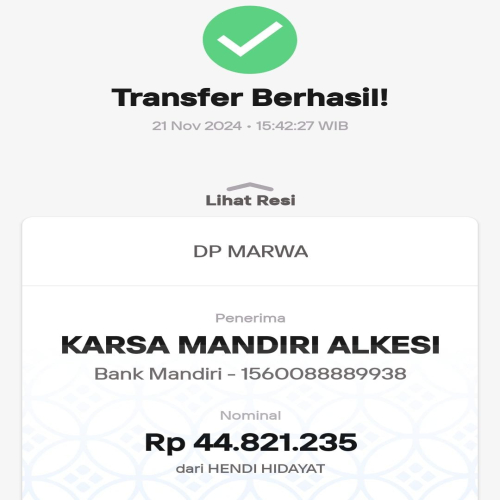 Transfer Berhasil!
21 Nov 2024 • 15:42:27 WIB
Lihat Resi
DP MARWA
Penerima
KARSA MANDIRI ALKESI
Bank Mandiri - 1560088889938
Nominal
Rp 44.821.235
dari HENDI HIDAYAT